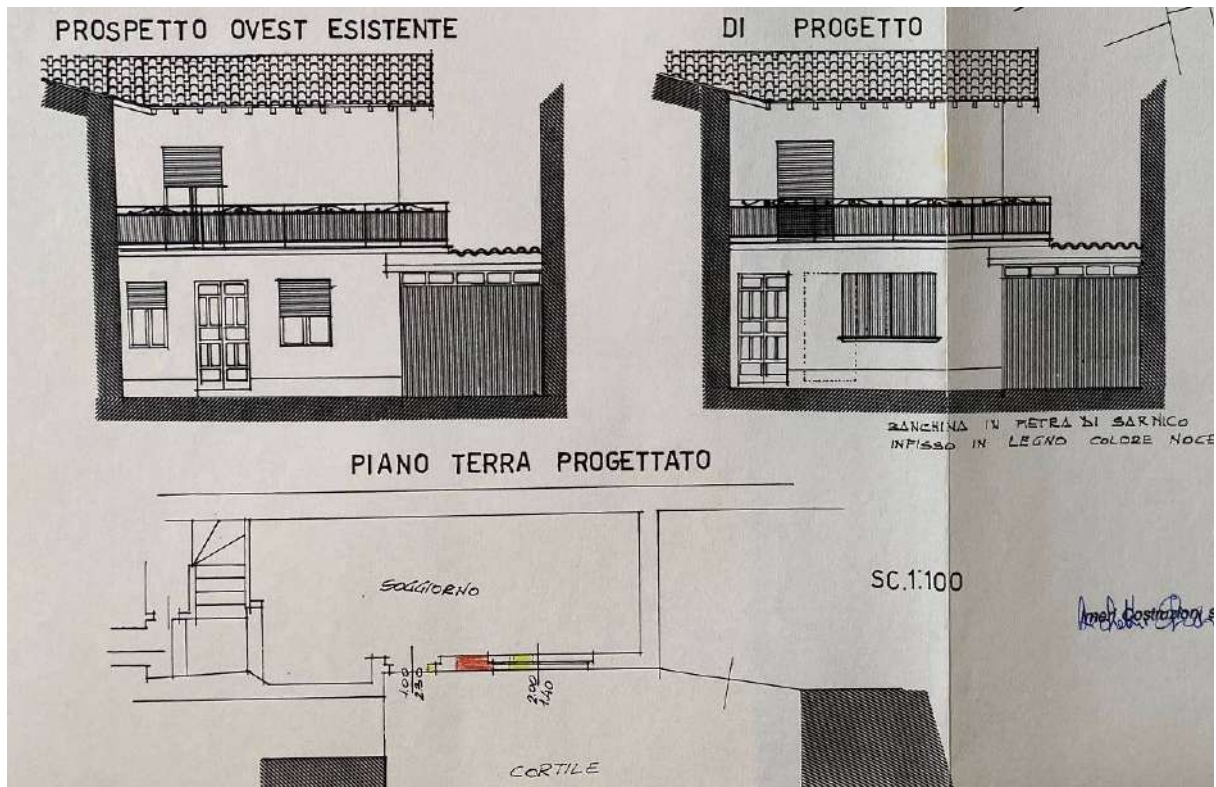 PROSPETTO OVEST ESISTENTE
DI PROGETTO
BANCHINA IN PIETRA DI SARNICO
INFISSO IN LEGNO COLORE NOCE
PIANO TERRA PROGETTATO
SC.1:100
SOGGIORNO
Costruzioni s
1.00
2.30
2.00
1.40
CORTILE